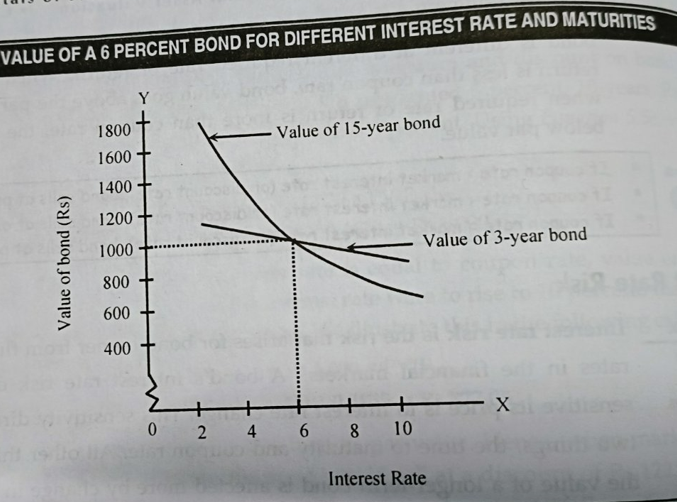 VALUE OF A 6 PERCENT BOND FOR DIFFERENT INTEREST RATE AND MATURITIES
Y
1800
Value of 15-year bond
1600
1400
1200
Value of 3-year bond
1000
800
600
400
Value of bond (Rs)
X
0 2 4 6 8 10
Interest Rate